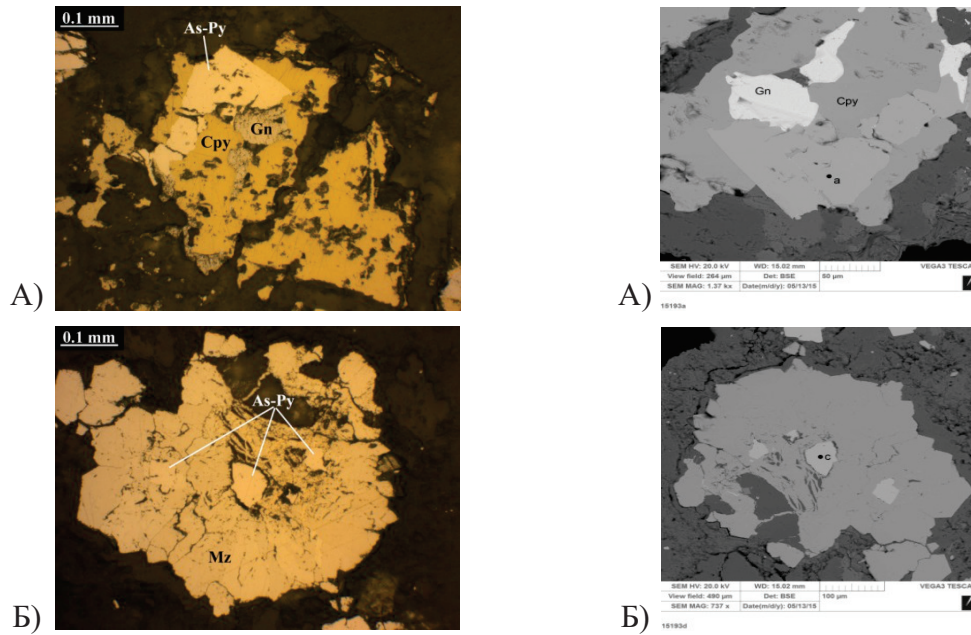 0.1 mm
As-Py
Gn
Cpy
А)
Gn
Cpy
a
SEM HV: 20.0 kV WD: 15.02 mm VEGA3 TESCA
View field: 264 µm Det: BSE 50 µm
SEM MAG: 1.37 kx Date(m/d/y): 05/13/15
15193a
А)
0.1 mm
As-Py
Mz
Б)
c
SEM HV: 20.0 kV WD: 15.02 mm VEGA3 TESCA
View field: 490 µm Det: BSE 100 µm
SEM MAG: 737 x Date(m/d/y): 05/13/15
15193d
Б)